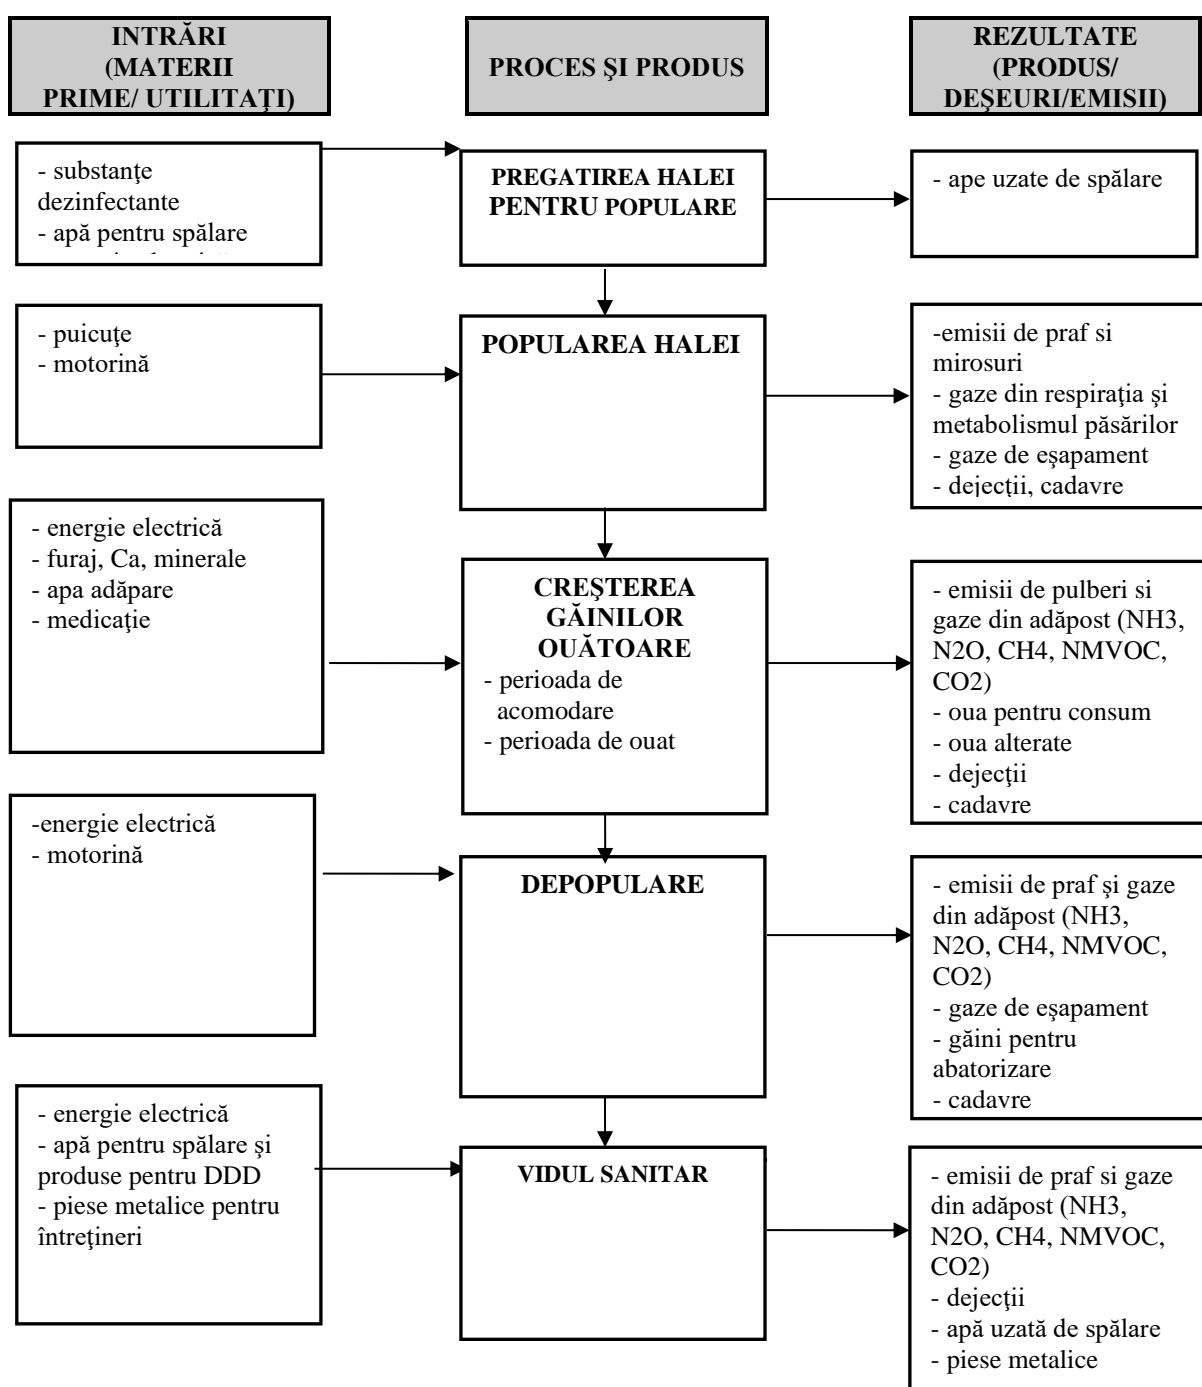 INTRĂRI
(MATERII
PRIME/ UTILITAŢI)
PROCES ŞI PRODUS
REZULTATE
(PRODUS/
DEŞEURI/EMISII)
- substanţe
dezinfectante
- apă pentru spălare
PREGATIREA HALEI
PENTRU POPULARE
- ape uzate de spălare
- puicuţe
- motorină
POPULAREA HALEI
-emisii de praf si
mirosuri
- gaze din respiraţia şi
metabolismul păsărilor
- gaze de eşapament
- dejecţii, cadavre
- energie electrică
- furaj, Ca, minerale
- apa adăpare
- medicaţie
CREŞTEREA
GĂINILOR
OUĂTOARE
- perioada de
acomodare
- perioada de ouat
- emisii de pulberi si
gaze din adăpost (NH3,
N2O, CH4, NMVOC,
CO2)
- oua pentru consum
- oua alterate
- dejecţii
- cadavre
-energie electrică
- motorină
DEPOPULARE
- emisii de praf şi gaze
din adăpost (NH3,
N2O, CH4, NMVOC,
CO2)
- gaze de eşapament
- găini pentru
abatorizare
- cadavre
- energie electrică
- apă pentru spălare şi
produse pentru DDD
- piese metalice pentru
întreţineri
VIDUL SANITAR
- emisii de praf si gaze
din adăpost (NH3,
N2O, CH4, NMVOC,
CO2)
- dejecţii
- apă uzată de spălare
- piese metalice